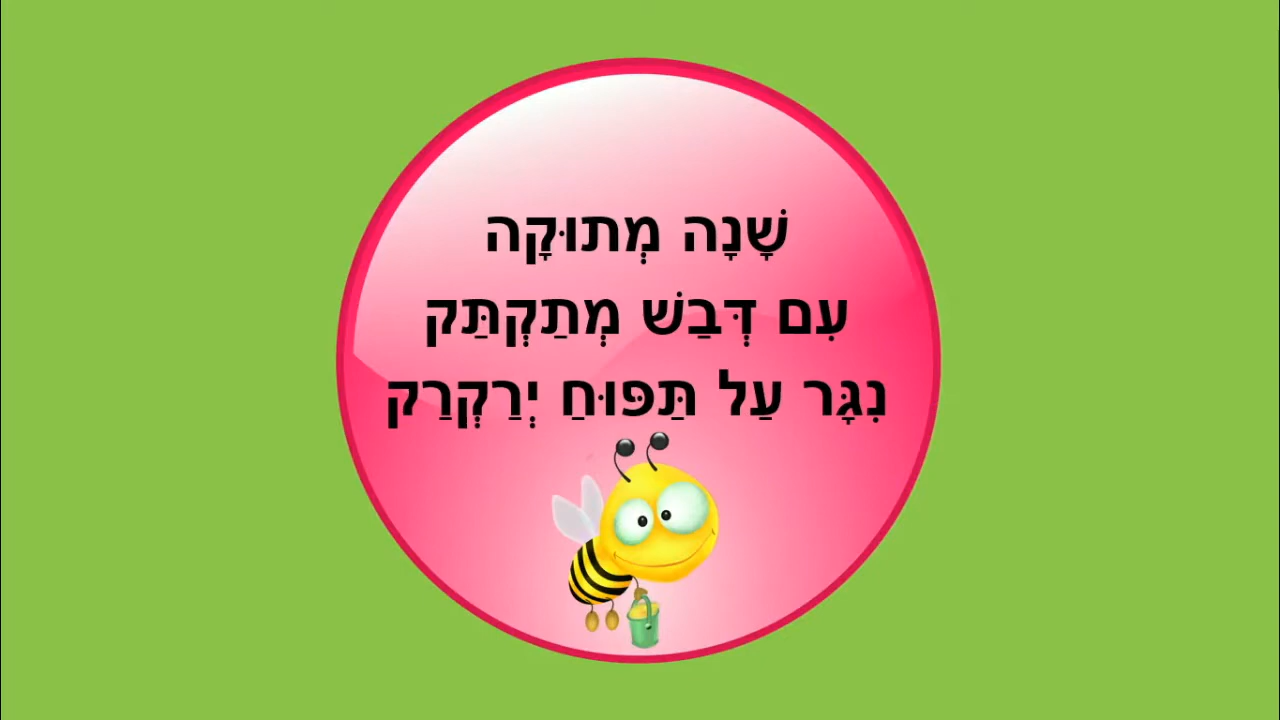 שָׁנָה מְתוּקָה
עִם דְּבַשׁ מְתַקְתַּק
נִגָּר עַל תַּפּוּחַ יְרַקְרַק